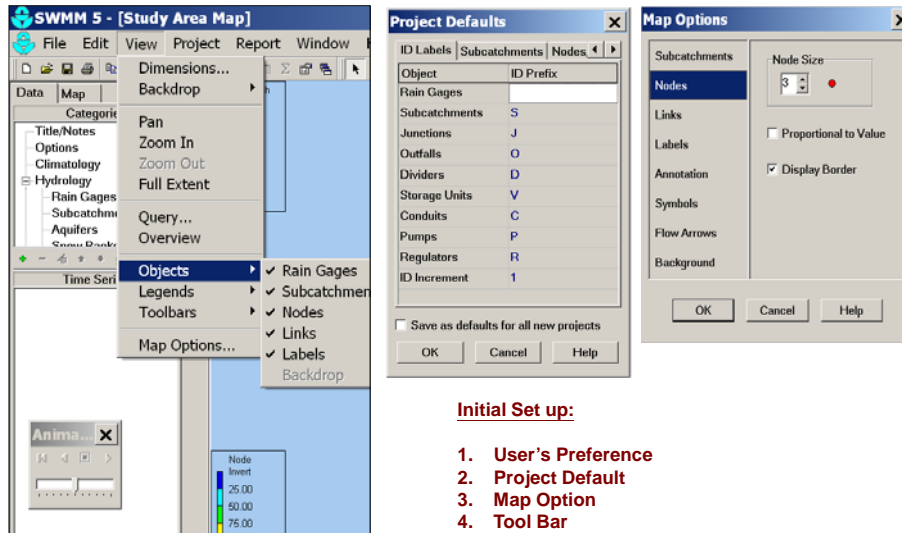 SWMM 5 - [Study Area Map]
File Edit View Project Report Window
Data Map
Categorie
Title/Notes
Options
Climatology
Hydrology
Rain Gages
Subcatchme
Aquifers
Time Seri
Dimensions...
Backdrop
Pan
Zoom In
Zoom Out
Full Extent
Query...
Overview
Objects
Legends
Toolbars
Map Options...
Rain Gages
Subcatchmen
Nodes
Links
Labels
Backdrop
Anima...
Node
Invert
25.00
50.00
75.00
Project Defaults
ID Labels Subcatchments Nodes
Object ID Prefix
Rain Gages
Subcatchments S
Junctions J
Outfalls O
Dividers D
Storage Units V
Conduits C
Pumps P
Regulators R
ID Increment 1
Save as defaults for all new projects
OK Cancel Help
Map Options
Subcatchments
Nodes
Links
Labels
Annotation
Symbols
Flow Arrows
Background
Node Size
3
Proportional to Value
Display Border
OK Cancel Help
Initial Set up:
1. User's Preference
2. Project Default
3. Map Option
4. Tool Bar